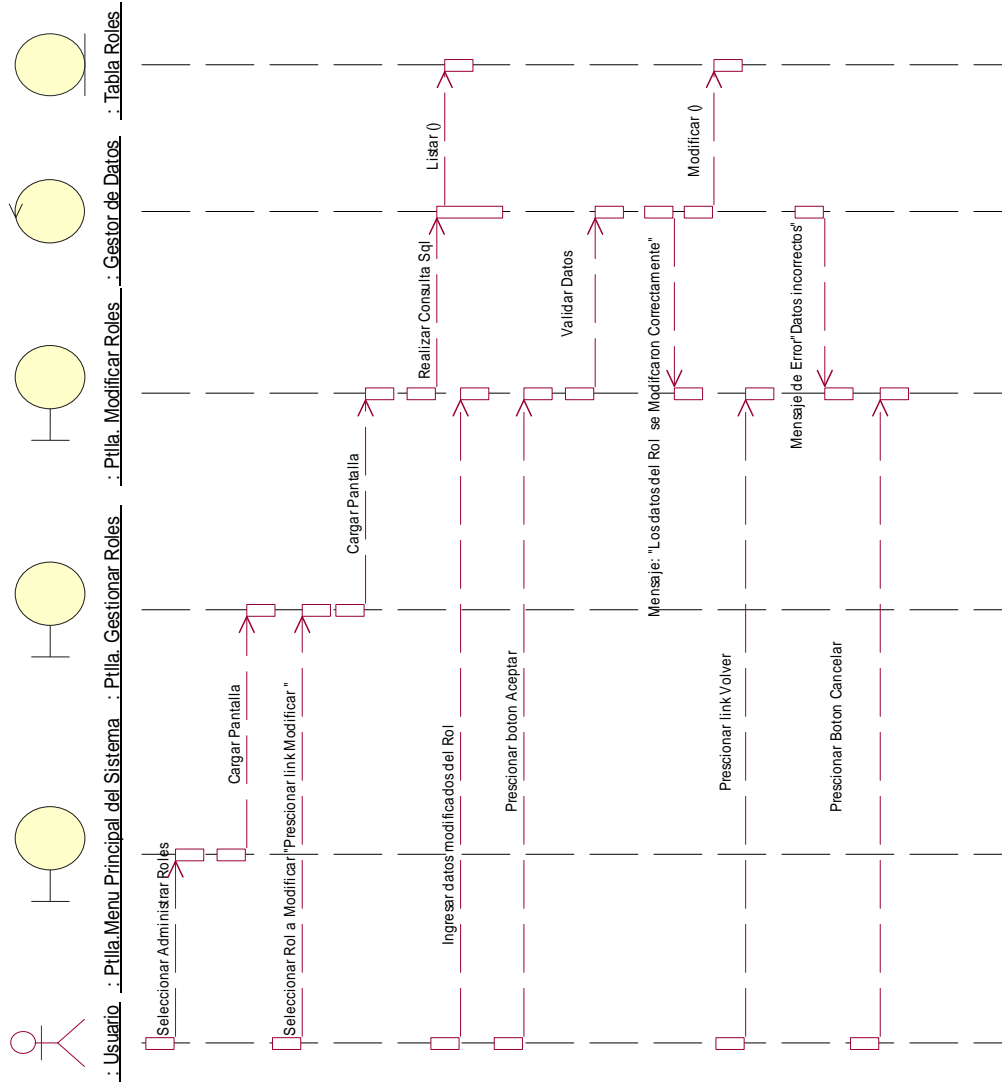 : Usuario
: Ptlla.Menu Principal del Sistema
: Ptlla. Gestionar Roles
: Ptlla. Modificar Roles
: Gestor de Datos
: Tabla Roles
Seleccionar Administrar Roles
Cargar Pantalla
Seleccionar Rol a Modificar "Prescionar link Modificar "
Cargar Pantalla
Realizar Consulta Sql
Listar ()
Ingresar datos modificados del Rol
Prescionar boton Aceptar
Validar Datos
Mensaje: "Los datos del Rol se Modifcaron Correctamente"
Modificar ()
Prescionar link Volver
Mensaje de Error"Datos incorrectos"
Prescionar Boton Cancelar